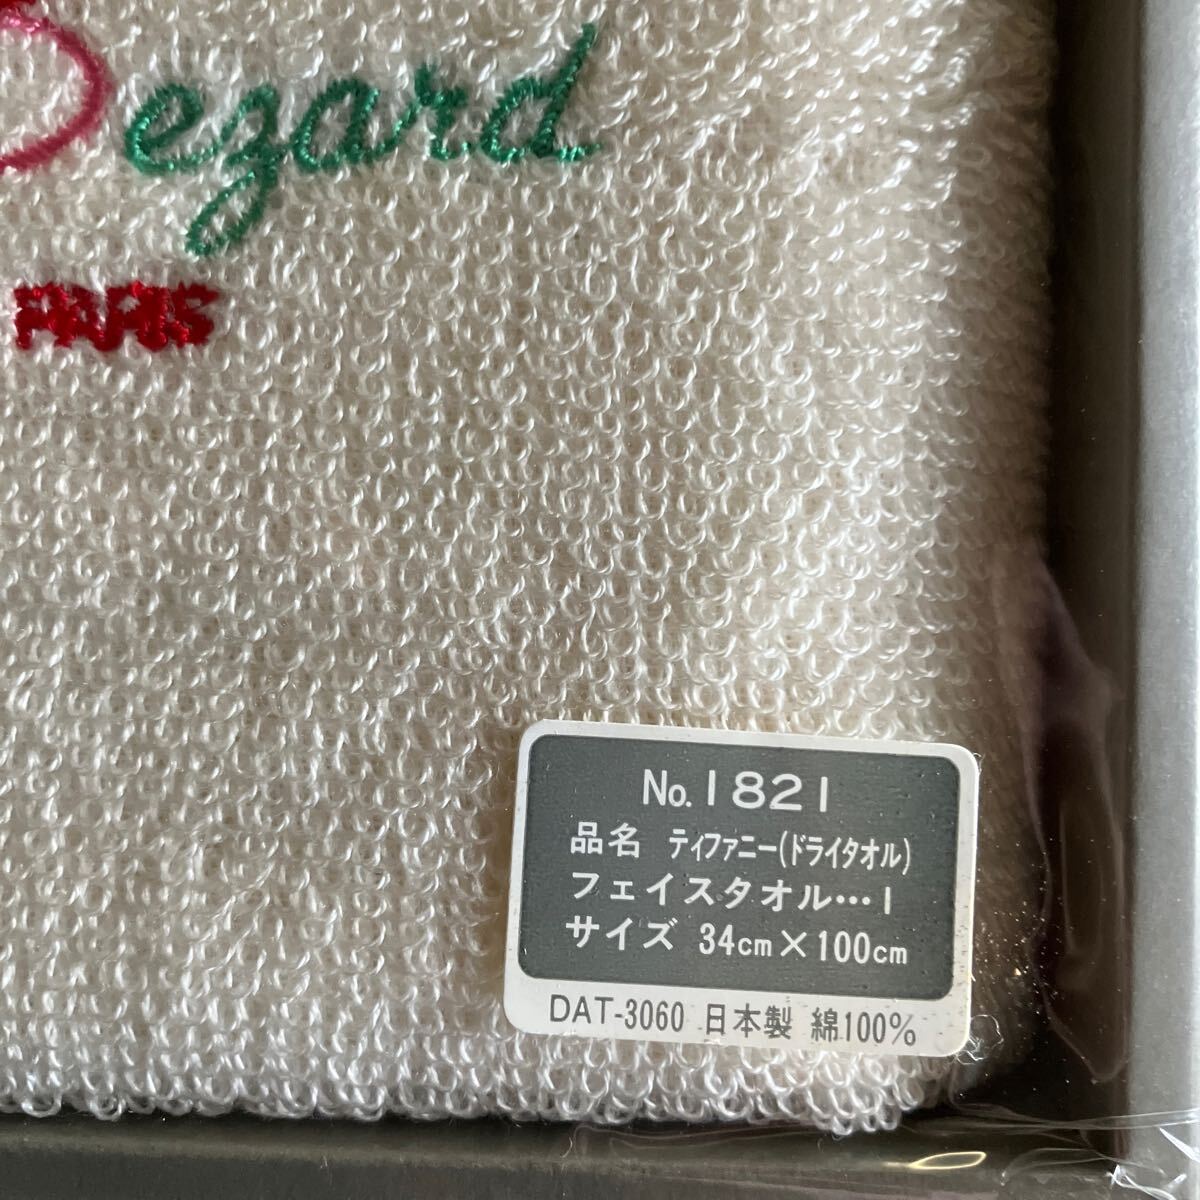 ezard
PARIS
No.1821
品名 ティファニー(ドライタオル)
フェイスタオル…1
サイズ 34cm×100cm
DAT-3060 日本製 綿100%